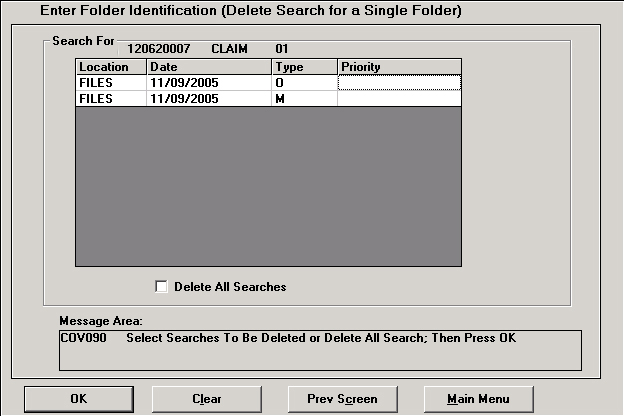 Enter Folder Identification (Delete Search for a Single Folder)
Search For 120620007 CLAIM 01
Location Date Type Priority
FILES 11/09/2005 O
FILES 11/09/2005 M
Delete All Searches
Message Area:
COV090 Select Searches To Be Deleted or Delete All Search; Then Press OK
OK Clear Prev Screen Main Menu